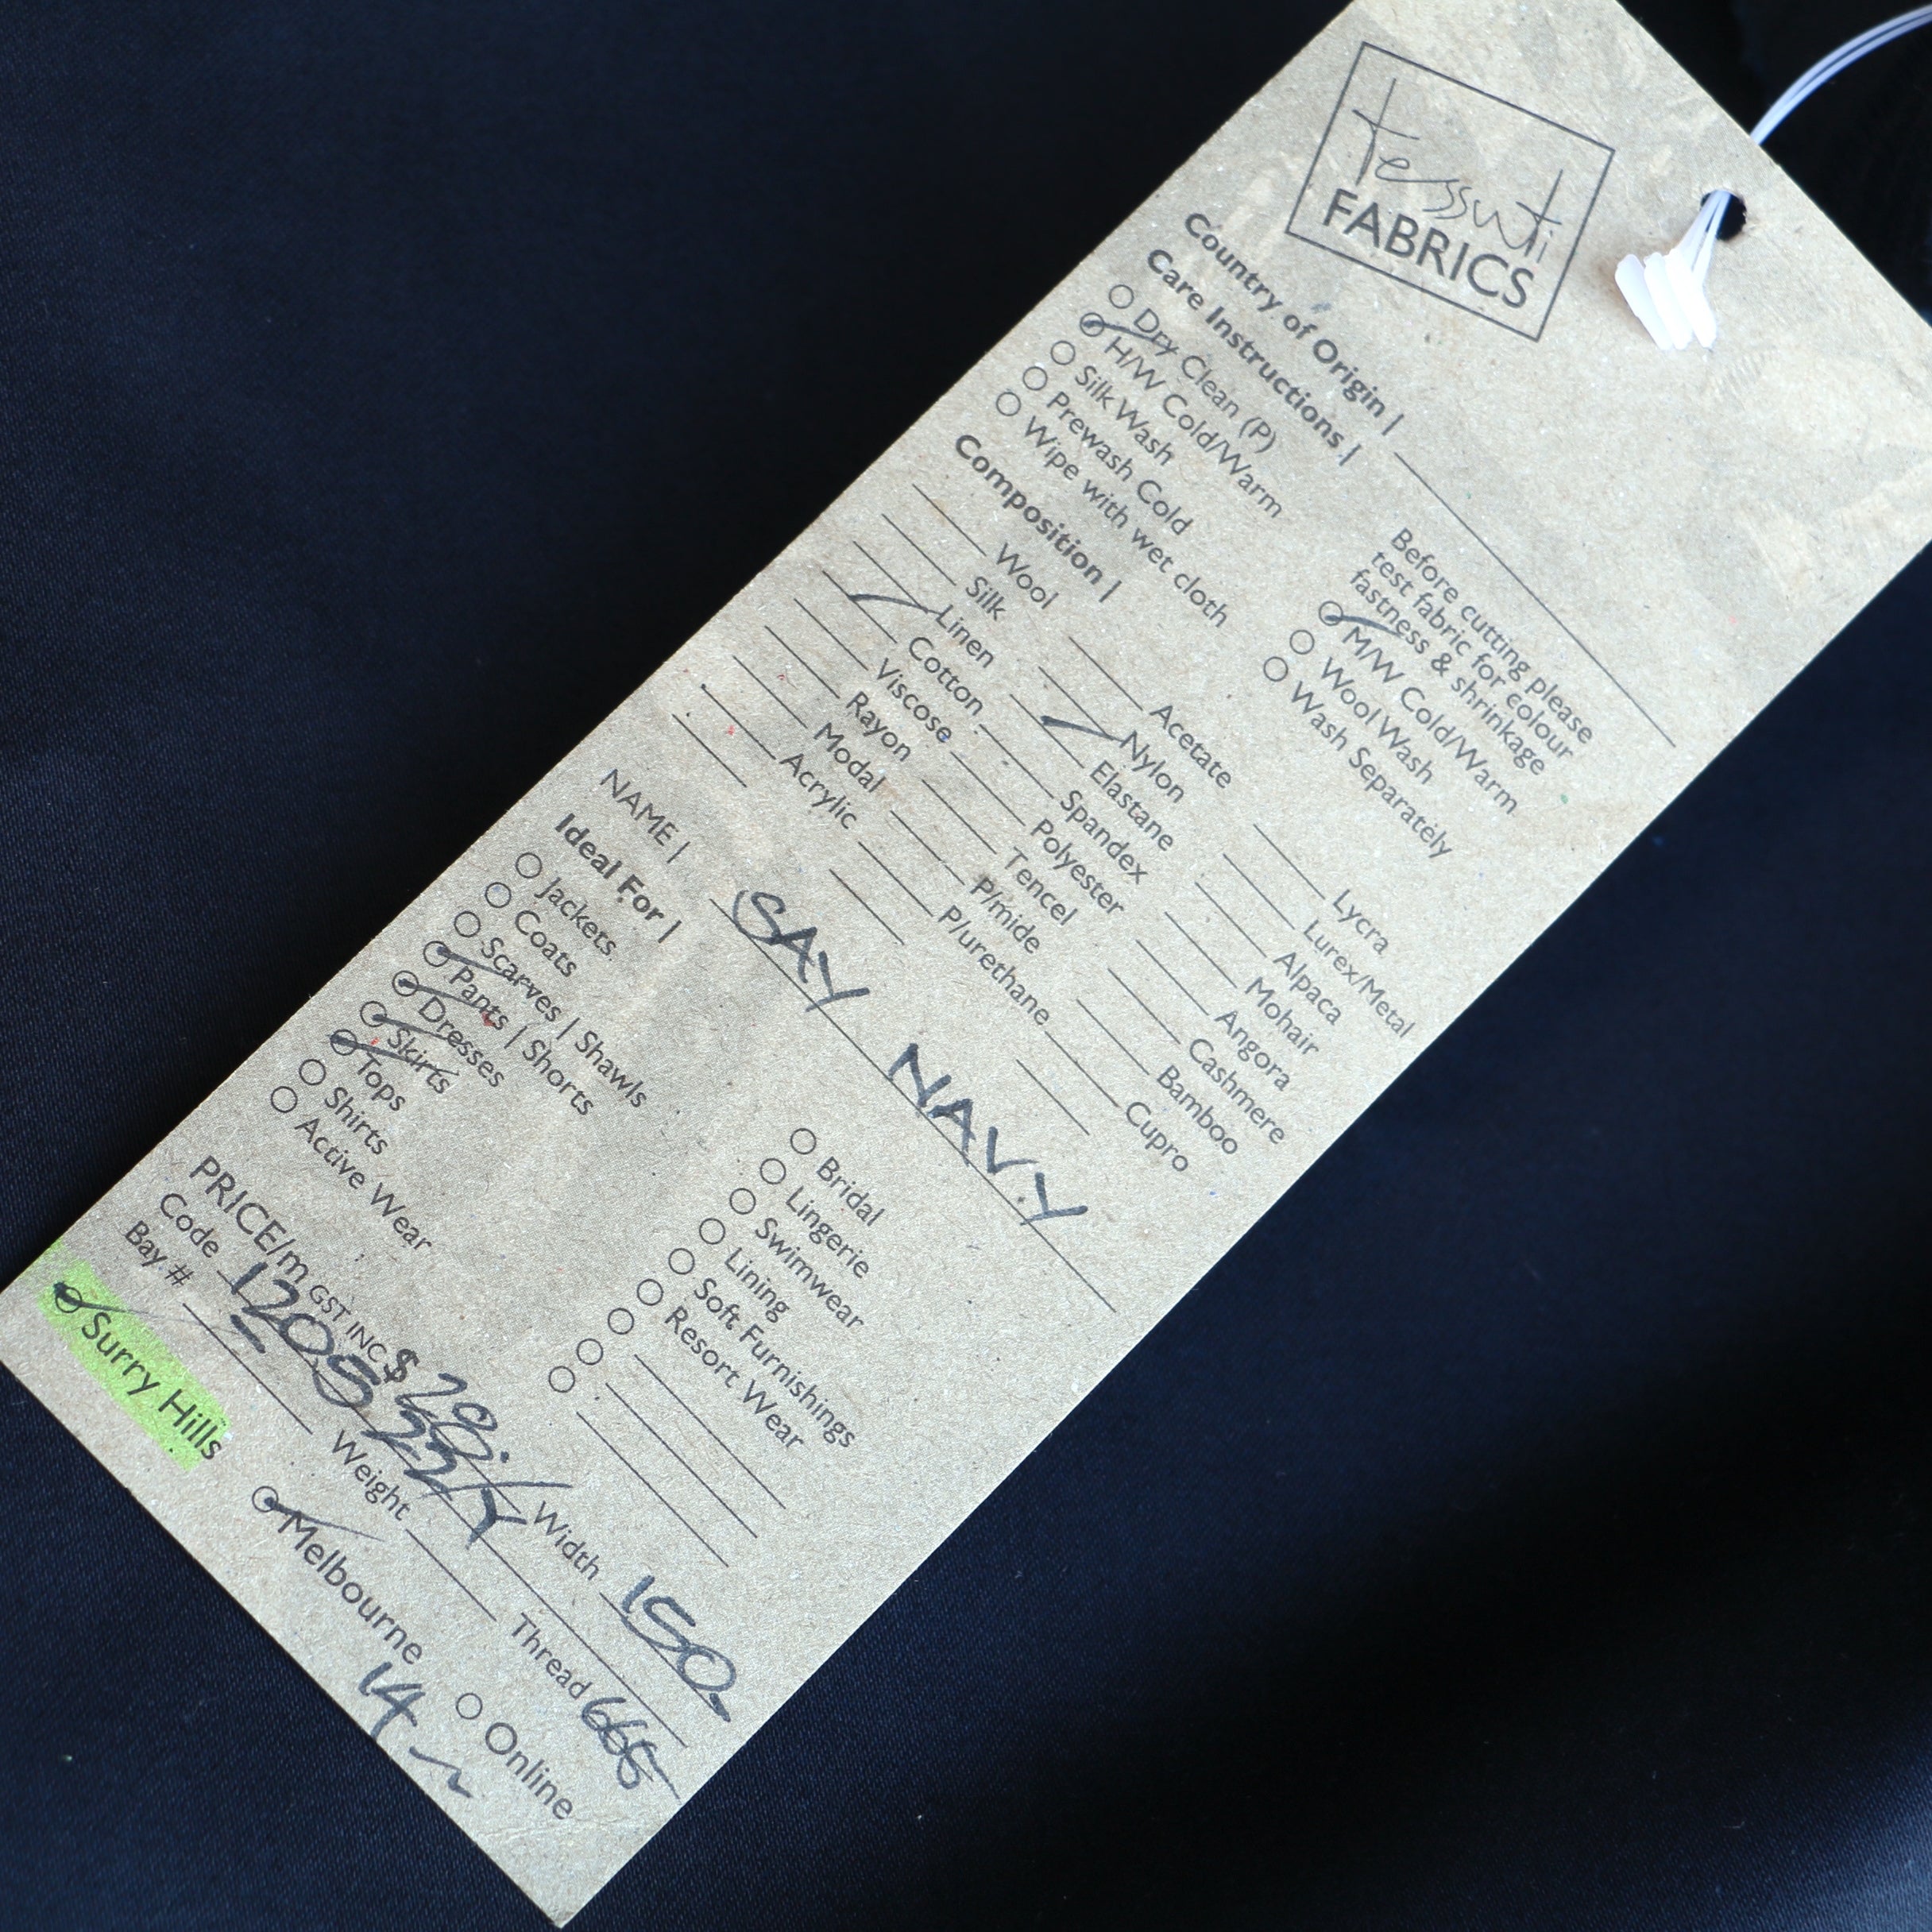 tessuti
FABRICS
Country of Origin |
Care Instructions |
Dry Clean (P)
H/W Cold/Warm
Silk Wash
Prewash Cold
Wipe with wet cloth
Before cutting please
test fabric for colour
fastness & shrinkage
M/W Cold/Warm
Wool Wash
Wash Separately
Composition |
Wool
Silk
Linen
Cotton
Viscose
Rayon
Modal
Acrylic
Acetate
Nylon
Elastane
Spandex
Polyester
Tencel
P/mide
P/urethane
Lycra
Lurex/Metal
Alpaca
Mohair
Angora
Cashmere
Bamboo
Cupro
NAME | SAY NAVY
Ideal For |
Jackets
Coats
Scarves | Shawls
Pants | Shorts
Dresses
Skirts
Tops
Shirts
Active Wear
Bridal
Lingerie
Swimwear
Lining
Soft Furnishings
Resort Wear
PRICE/m GST INC $ 20. Width 150
Code Thread
Bay # Weight
Surry Hills Melbourne Online
14